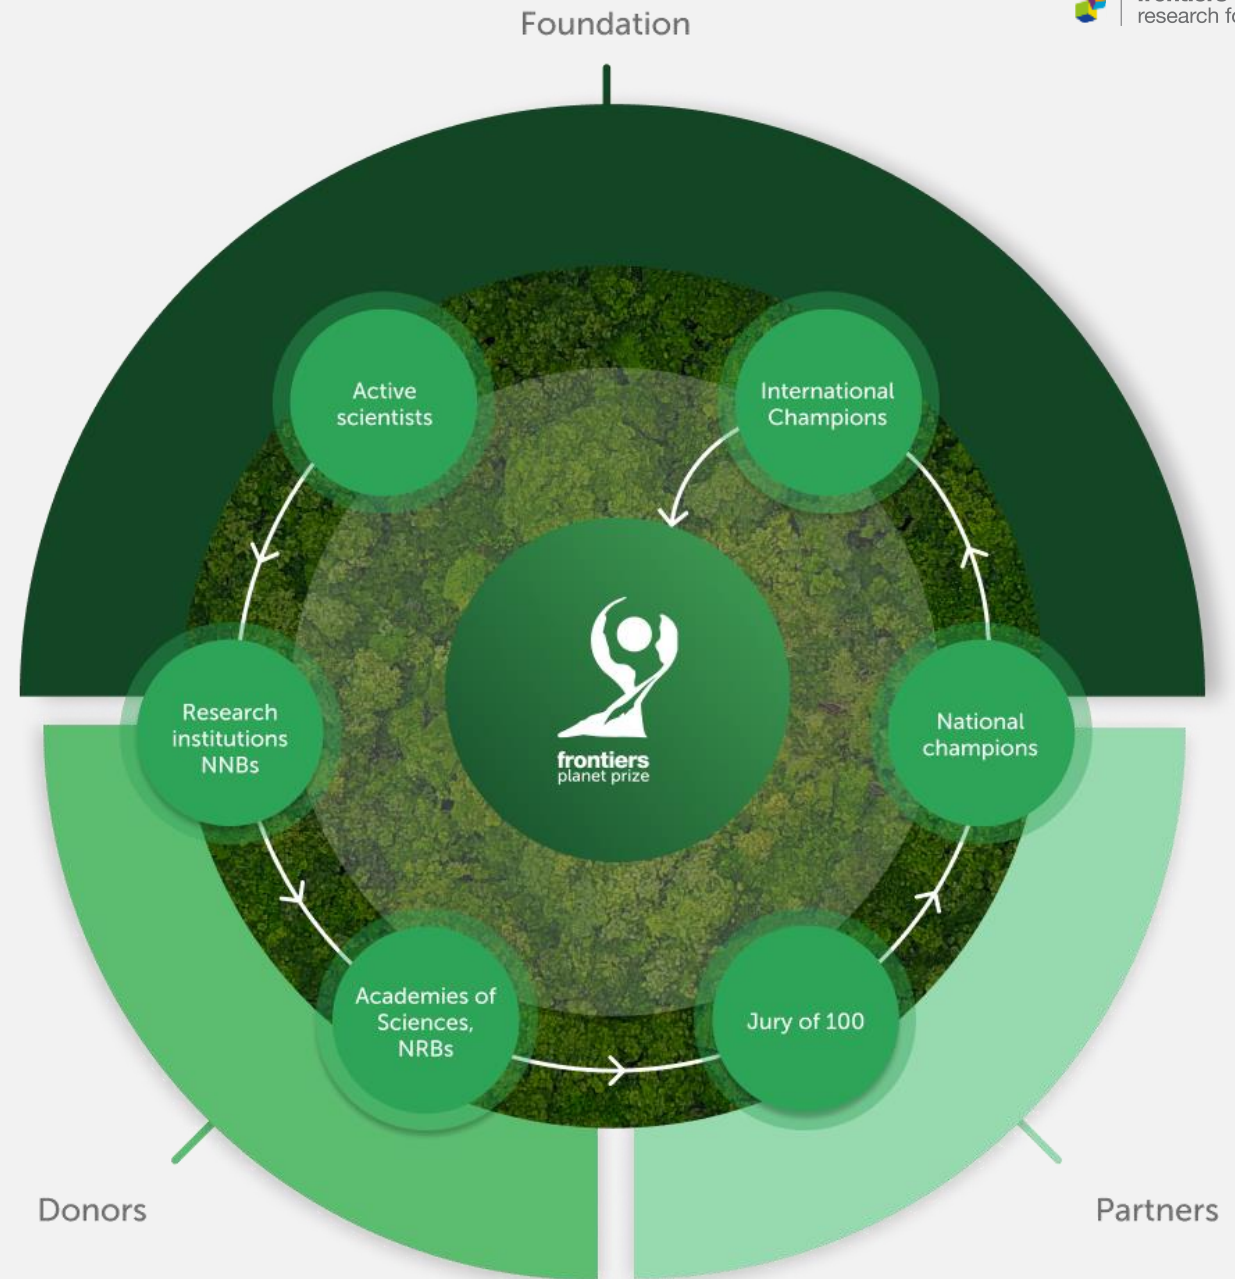 Foundation
research fo
Active
scientists
International
Champions
Research
institutions
NNBs
National
champions
frontiers
planet prize
Academies of
Sciences,
NRBs
Jury of 100
Donors
Partners